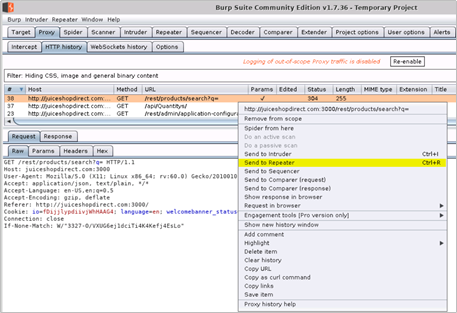 Burp Suite Community Edition v1.7.36 - Temporary Project
Burp Intruder Repeater Window Help
Target Proxy Spider Scanner Intruder Repeater Sequencer Decoder Comparer Extender Project options User options Alerts
Intercept HTTP history WebSockets history Options
Logging of out-of-scope Proxy traffic is disabled Re-enable
Filter: Hiding CSS, image and general binary content
# Host Method URL Params Edited Status Length MIME type Extension Title
38 http://juiceshopdirect.com:... GET /rest/products/search?q= ✓ 304 255
37 http://juiceshopdirect.com:... GET /api/Quantitys/
23 http://juiceshopdirect.com:... GET /rest/admin/application-configura
Request Response
Raw Params Headers Hex
GET /rest/products/search?q= HTTP/1.1
Host: juiceshopdirect.com:3000
User-Agent: Mozilla/5.0 (X11; Linux x86_64; rv:60.0) Gecko/2010010
Accept: application/json, text/plain, */*
Accept-Language: en-US,en;q=0.5
Accept-Encoding: gzip, deflate
Referer: http://juiceshopdirect.com:3000/
Cookie: language=en; welcomebanner_status
Connection: close
If-None-Match:
http://juiceshopdirect.com:3000/rest/products/search?q=
Remove from scope
Spider from here
Do an active scan
Do a passive scan
Send to Intruder Ctrl+I
Send to Repeater Ctrl+R
Send to Sequencer
Send to Comparer (request)
Send to Comparer (response)
Show response in browser
Request in browser
Engagement tools [Pro version only]
Show new history window
Add comment
Highlight
Delete item
Clear history
Copy URL
Copy as curl command
Copy links
Save item
Proxy history help